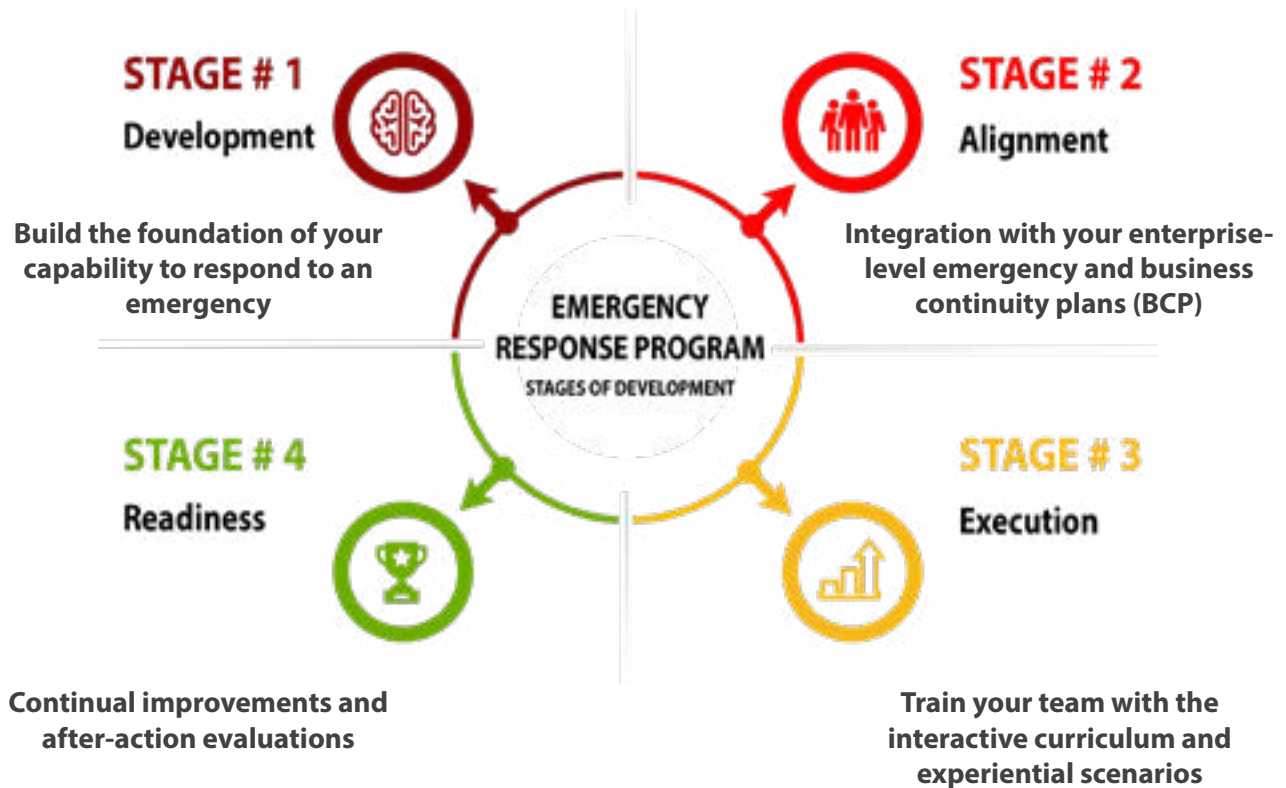 STAGE # 1
Development
Build the foundation of your
capability to respond to an
emergency
STAGE # 2
Alignment
Integration with your enterprise-
level emergency and business
continuity plans (BCP)
EMERGENCY
RESPONSE PROGRAM
STAGES OF DEVELOPMENT
STAGE # 4
Readiness
Continual improvements and
after-action evaluations
STAGE # 3
Execution
Train your team with the
interactive curriculum and
experiential scenarios